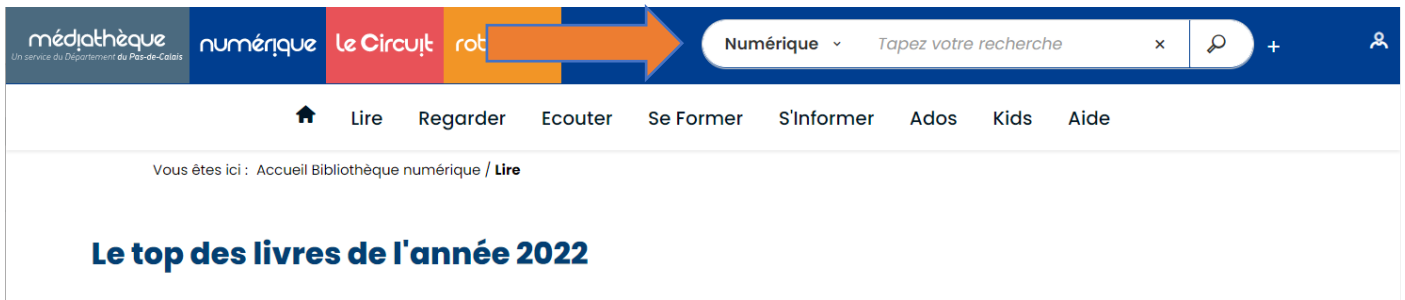 médiathèque
Un service du Département du Pas-de-Calais
numérique
le Circuit
Numérique
Tapez votre recherche
×
+
Lire Regarder Ecouter Se Former S'Informer Ados Kids Aide
Vous êtes ici : Accueil Bibliothèque numérique / Lire
Le top des livres de l'année 2022